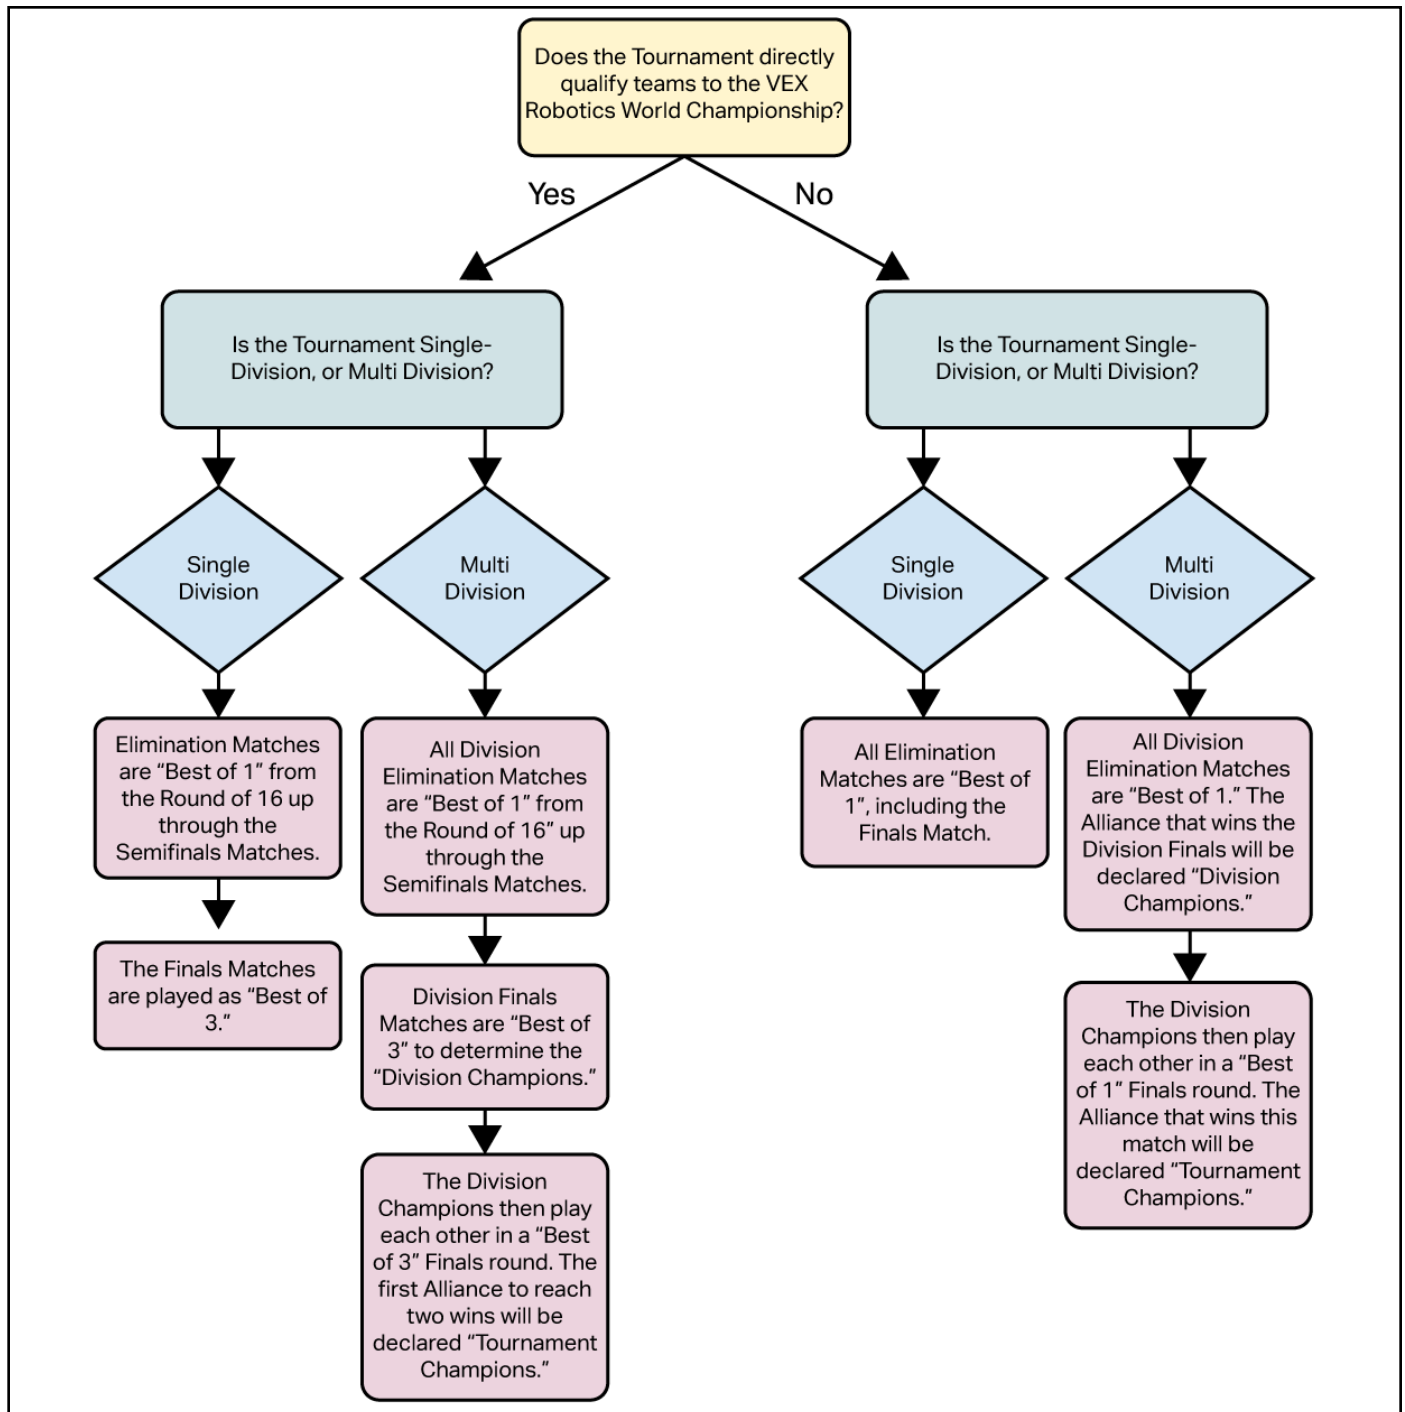 Does the Tournament directly
qualify teams to the VEX
Robotics World Championship?
Yes
No
Is the Tournament Single-
Division, or Multi Division?
Is the Tournament Single-
Division, or Multi Division?
Single
Division
Multi
Division
Single
Division
Multi
Division
Elimination Matches
are “Best of 1” from
the Round of 16 up
through the
Semifinals Matches.
The Finals Matches
are played as “Best of
3.”
All Division
Elimination Matches
are “Best of 1” from
the Round of 16” up
through the
Semifinals Matches.
Division Finals
Matches are “Best of
3” to determine the
“Division Champions.”
The Division
Champions then play
each other in a “Best
of 3” Finals round. The
first Alliance to reach
two wins will be
declared “Tournament
Champions.”
All Elimination
Matches are “Best of
1”, including the
Finals Match.
All Division
Elimination Matches
are “Best of 1.” The
Alliance that wins the
Division Finals will be
declared “Division
Champions.”
The Division
Champions then play
each other in a “Best
of 1” Finals round. The
Alliance that wins this
match will be
declared “Tournament
Champions.”